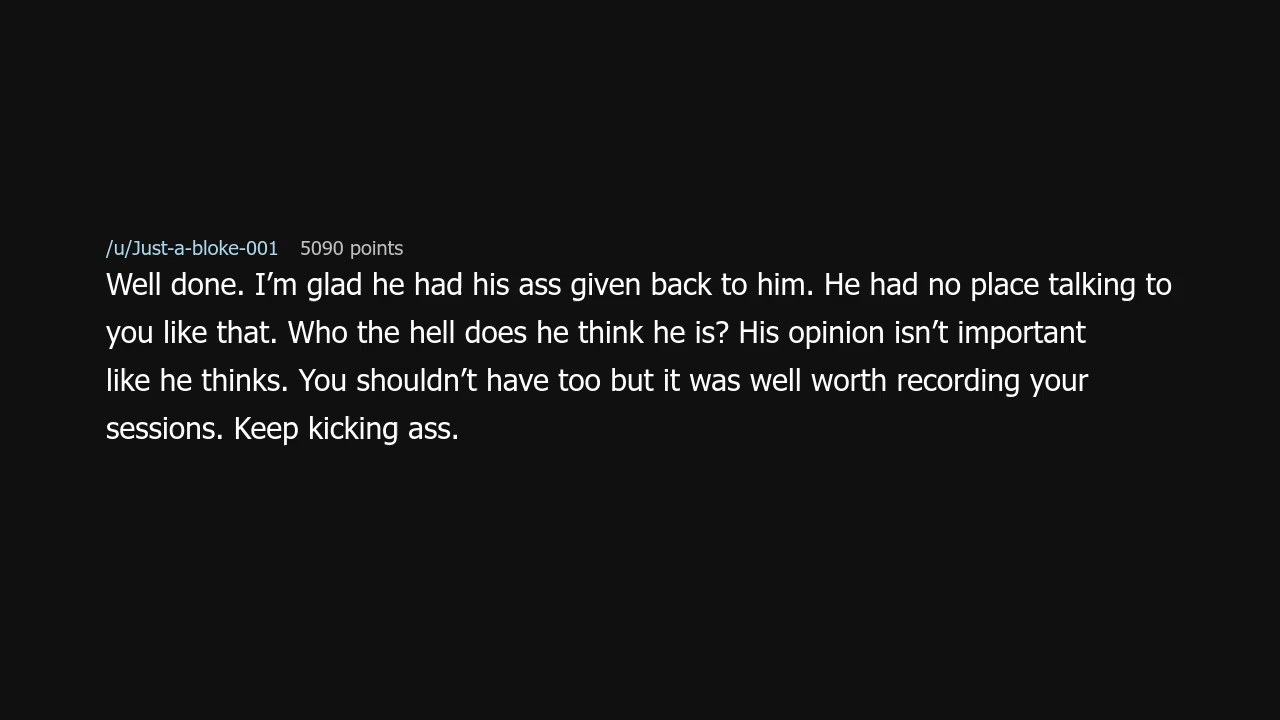 /u/Just-a-bloke-001 5090 points
Well done. I’m glad he had his ass given back to him. He had no place talking to
you like that. Who the hell does he think he is? His opinion isn’t important
like he thinks. You shouldn’t have too but it was well worth recording your
sessions. Keep kicking ass.